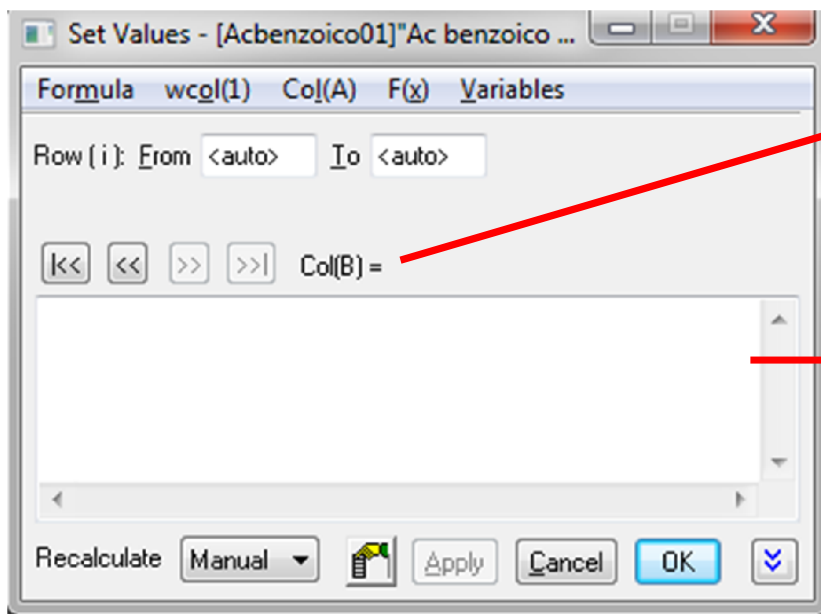 Set Values - [Acbenzoico01]"Ac benzoico ...
Formula wcol(1) Col(A) F(x) Variables
Row ( i ): From <auto> To <auto>
|<< << >> >>| Col(B) =
Recalculate Manual Apply Cancel OK